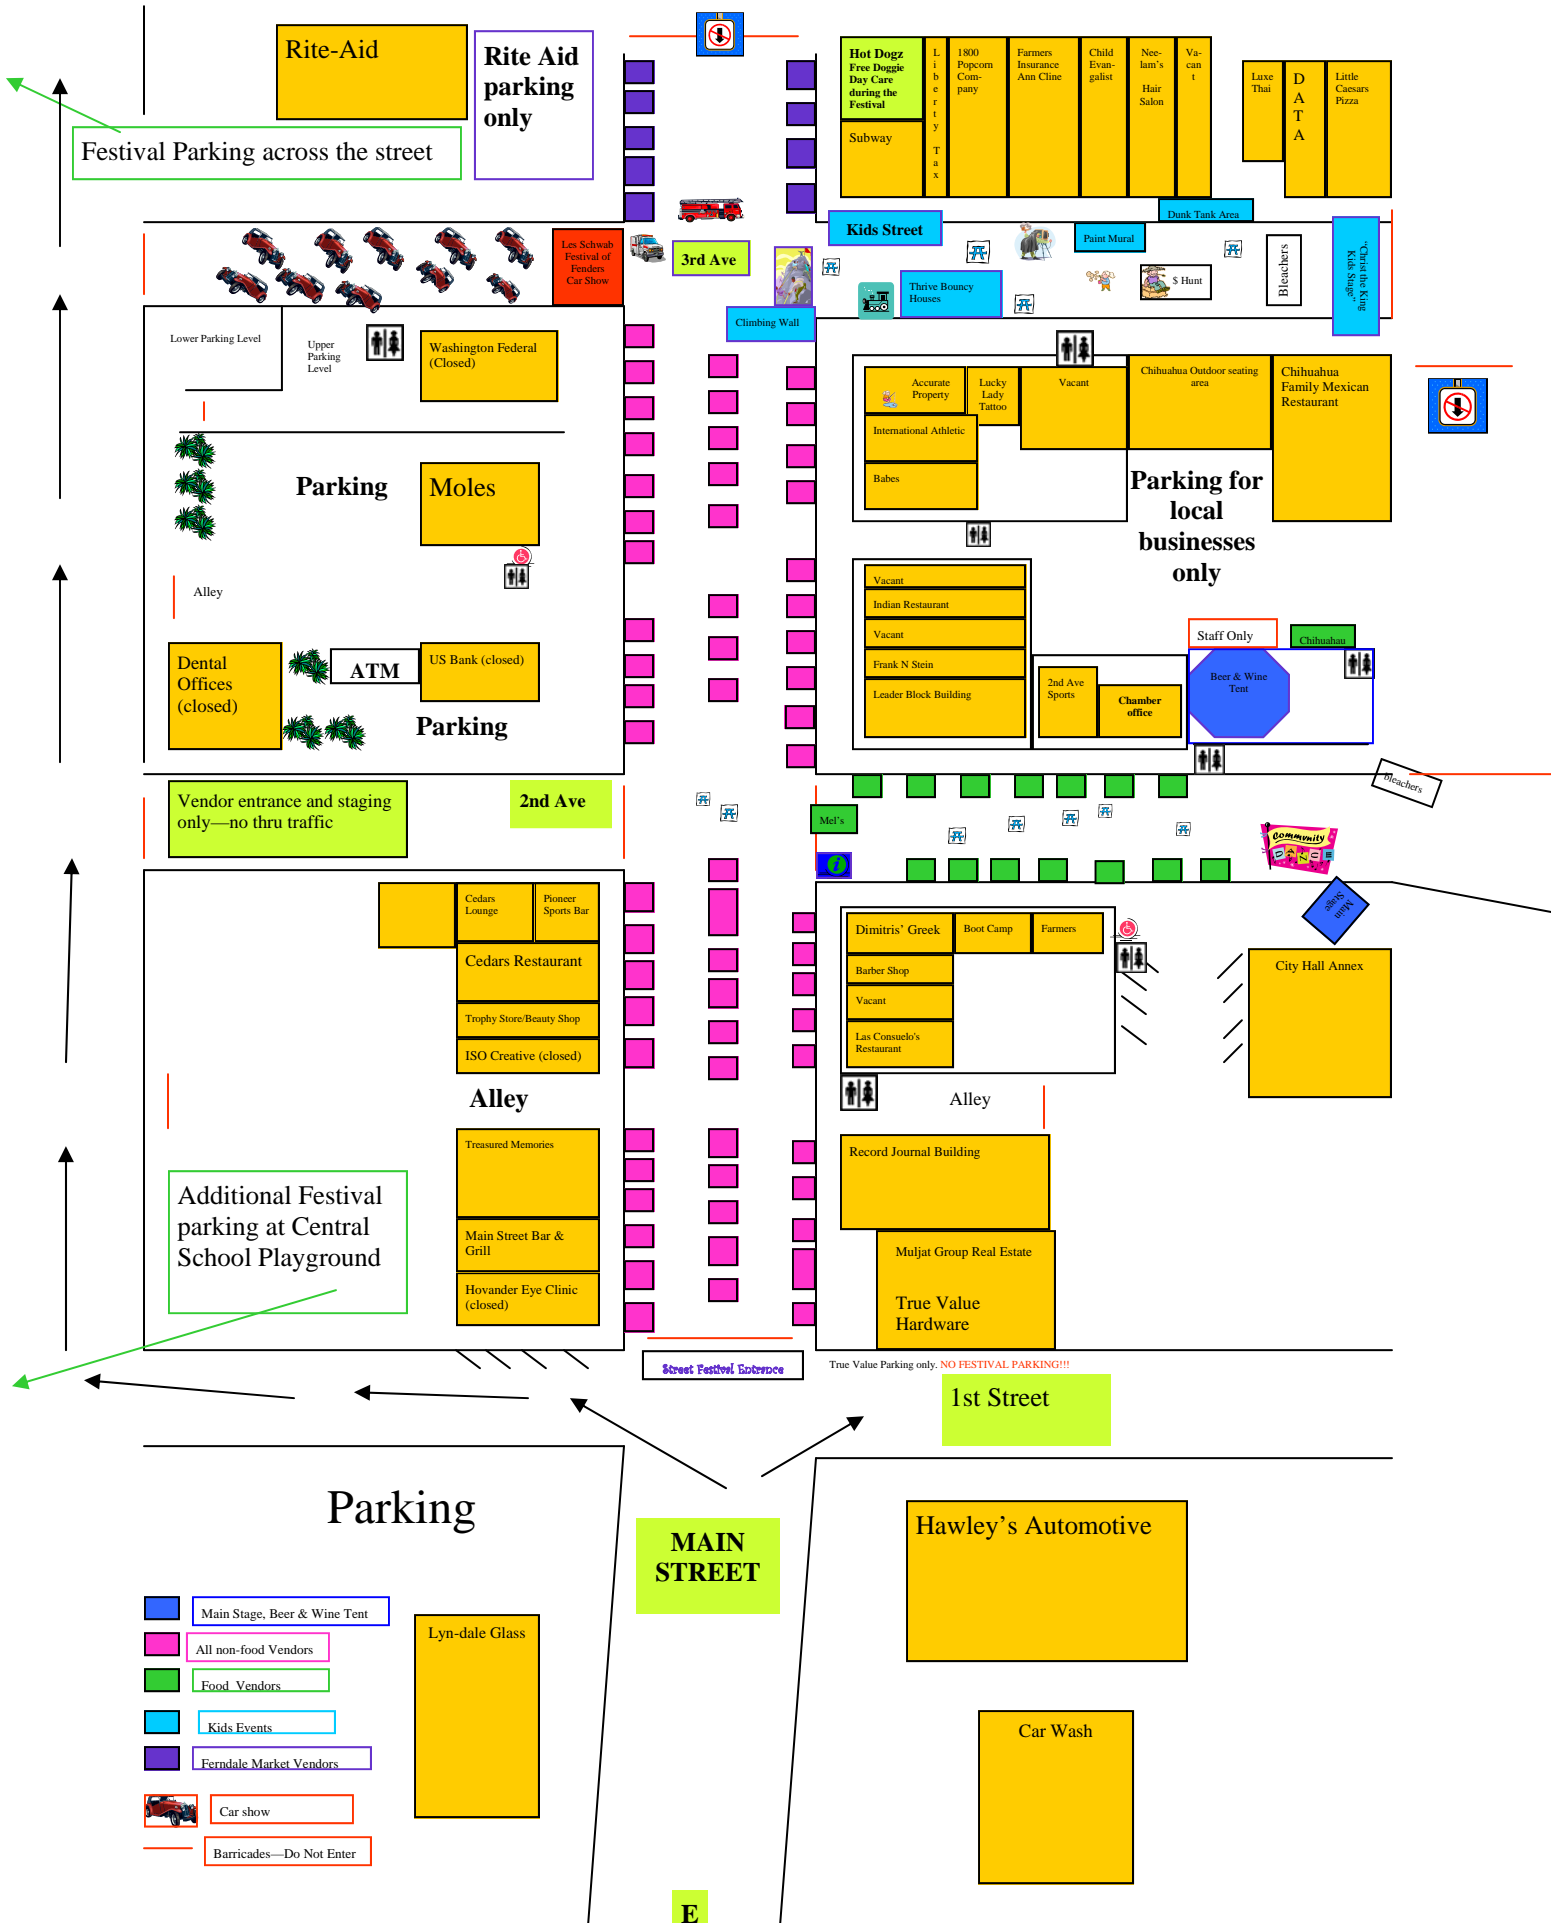 Rite-Aid
Rite Aid
parking
only
Festival Parking across the street
Hot Dogz
Free Doggie
Day Care
during the
Festival
Subway
Liberty Tax
1800
Popcorn
Com-
pany
Farmers
Insurance
Ann Cline
Child
Evan-
galist
Nee-
lam's
Hair
Salon
Va-
can
t
Luxe
Thai
DATA
Little
Caesars
Pizza
Dunk Tank Area
Kids Street
Paint Mural
Les Schwab
Festival of
Fenders
Car Show
3rd Ave
Thrive Bouncy
Houses
$ Hunt
Bleachers
"Christ the King
Kids Stage"
Climbing Wall
Lower Parking Level
Upper
Parking
Level
Washington Federal
(Closed)
Accurate
Property
Lucky
Lady
Tattoo
Vacant
Chihuahua Outdoor seating
area
Chihuahua
Family Mexican
Restaurant
International Athletic
Babes
Parking
Moles
Parking for
local
businesses
only
Alley
Vacant
Indian Restaurant
Vacant
Frank N Stein
Leader Block Building
2nd Ave
Sports
Chamber
office
Staff Only
Chihuahau
Beer & Wine
Tent
Dental
Offices
(closed)
ATM
US Bank (closed)
Parking
Vendor entrance and staging
only—no thru traffic
2nd Ave
Mel's
Bleachers
Community
DANCE
Main
Stage
Cedars
Lounge
Pioneer
Sports Bar
Cedars Restaurant
Trophy Store/Beauty Shop
ISO Creative (closed)
Dimitris' Greek
Boot Camp
Farmers
Barber Shop
Vacant
Las Consuelo's
Restaurant
City Hall Annex
Alley
Alley
Treasured Memories
Main Street Bar &
Grill
Hovander Eye Clinic
(closed)
Record Journal Building
Muljat Group Real Estate
True Value
Hardware
Additional Festival
parking at Central
School Playground
Street Festival Entrance
True Value Parking only. NO FESTIVAL PARKING!!!
1st Street
Parking
MAIN
STREET
Hawley's Automotive
Lyn-dale Glass
Car Wash
Main Stage, Beer & Wine Tent
All non-food Vendors
Food Vendors
Kids Events
Ferndale Market Vendors
Car show
Barricades—Do Not Enter
E